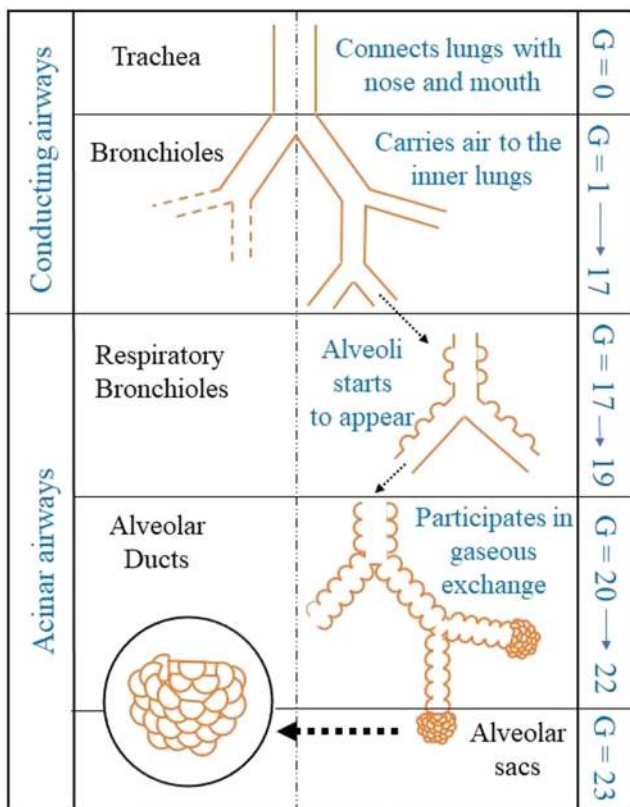 Conducting airways
Trachea
Connects lungs with
nose and mouth
G = 0
Bronchioles
Carries air to the
inner lungs
G = 1 → 17
Acinar airways
Respiratory
Bronchioles
Alveoli
starts
to appear
G = 17 → 19
Alveolar
Ducts
Participates in
gaseous
exchange
G = 20 → 22
Alveolar
sacs
G = 23